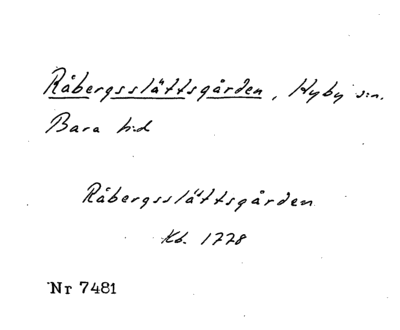 Råbergsslättsgården, Hyby sn.
Bara hd
Råbergsslättsgården
Kb. 1778
Nr 7481